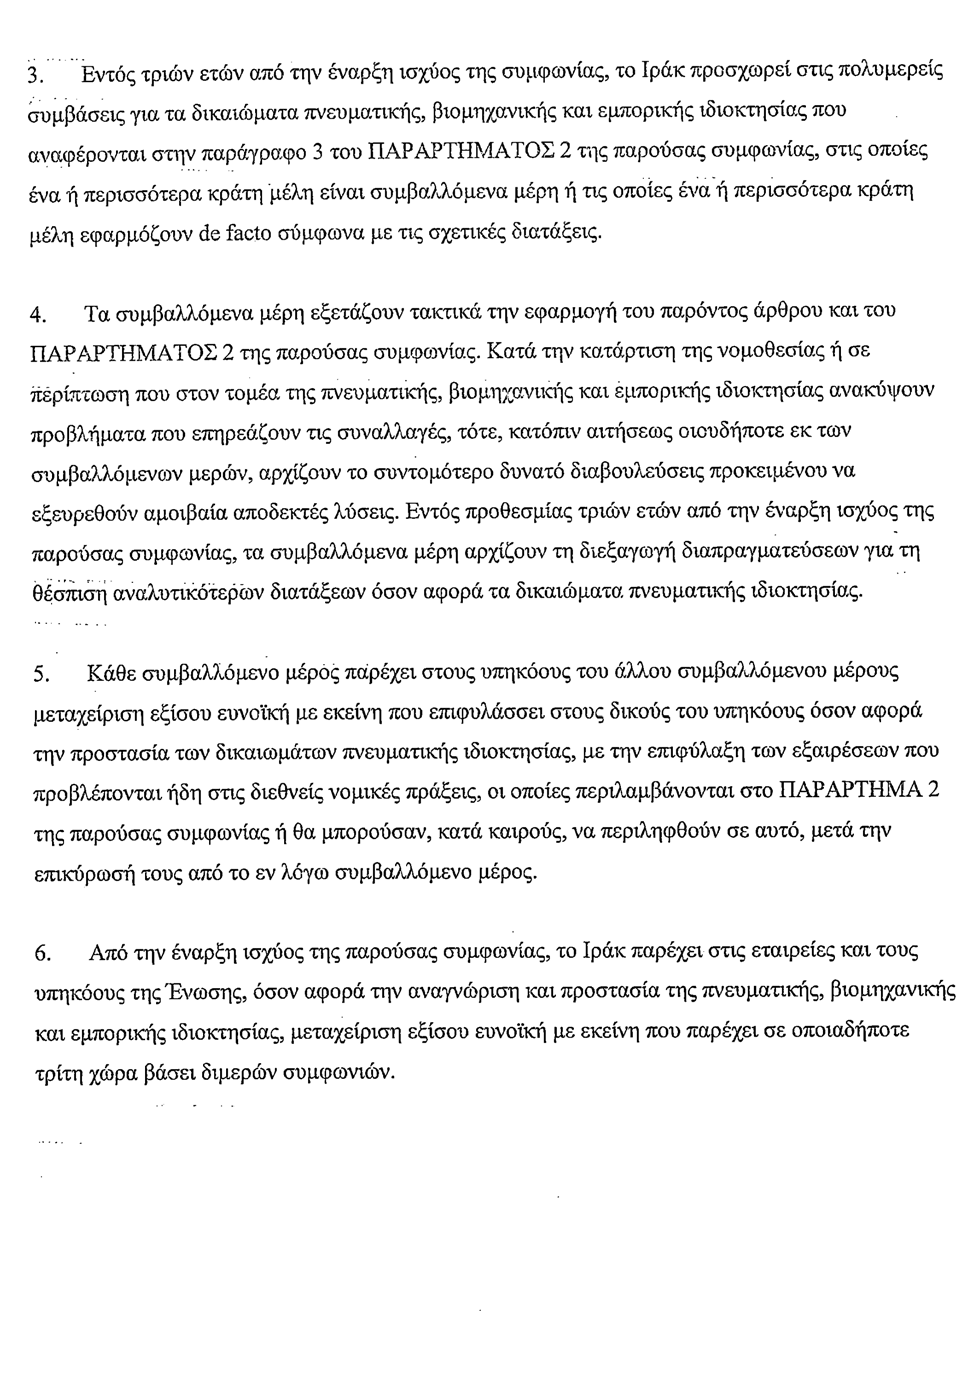 3. Εντός τριών ετών από την έναρξη ισχύος της συμφωνίας, το Ιράκ προσχωρεί στις πολυμερείς
συμβάσεις για τα δικαιώματα πνευματικής, βιομηχανικής και εμπορικής ιδιοκτησίας που
αναφέρονται στην παράγραφο 3 του ΠΑΡΑΡΤΗΜΑΤΟΣ 2 της παρούσας συμφωνίας, στις οποίες
ένα ή περισσότερα κράτη μέλη είναι συμβαλλόμενα μέρη ή τις οποίες ένα ή περισσότερα κράτη
μέλη εφαρμόζουν de facto σύμφωνα με τις σχετικές διατάξεις.
4. Τα συμβαλλόμενα μέρη εξετάζουν τακτικά την εφαρμογή του παρόντος άρθρου και του
ΠΑΡΑΡΤΗΜΑΤΟΣ 2 της παρούσας συμφωνίας. Κατά την κατάρτιση της νομοθεσίας ή σε
περίπτωση που στον τομέα της πνευματικής, βιομηχανικής και εμπορικής ιδιοκτησίας ανακύψουν
προβλήματα που επηρεάζουν τις συναλλαγές, τότε, κατόπιν αιτήσεως οιουδήποτε εκ των
συμβαλλόμενων μερών, αρχίζουν το συντομότερο δυνατό διαβουλεύσεις προκειμένου να
εξευρεθούν αμοιβαία αποδεκτές λύσεις. Εντός προθεσμίας τριών ετών από την έναρξη ισχύος της
παρούσας συμφωνίας, τα συμβαλλόμενα μέρη αρχίζουν τη διεξαγωγή διαπραγματεύσεων για τη
θέσπιση αναλυτικότερων διατάξεων όσον αφορά τα δικαιώματα πνευματικής ιδιοκτησίας.
5. Κάθε συμβαλλόμενο μέρος παρέχει στους υπηκόους του άλλου συμβαλλόμενου μέρους
μεταχείριση εξίσου ευνοϊκή με εκείνη που επιφυλάσσει στους δικούς του υπηκόους όσον αφορά
την προστασία των δικαιωμάτων πνευματικής ιδιοκτησίας, με την επιφύλαξη των εξαιρέσεων που
προβλέπονται ήδη στις διεθνείς νομικές πράξεις, οι οποίες περιλαμβάνονται στο ΠΑΡΑΡΤΗΜΑ 2
της παρούσας συμφωνίας ή θα μπορούσαν, κατά καιρούς, να περιληφθούν σε αυτό, μετά την
επικύρωσή τους από το εν λόγω συμβαλλόμενο μέρος.
6. Από την έναρξη ισχύος της παρούσας συμφωνίας, το Ιράκ παρέχει στις εταιρείες και τους
υπηκόους της Ένωσης, όσον αφορά την αναγνώριση και προστασία της πνευματικής, βιομηχανικής
και εμπορικής ιδιοκτησίας, μεταχείριση εξίσου ευνοϊκή με εκείνη που παρέχει σε οποιαδήποτε
τρίτη χώρα βάσει διμερών συμφωνιών.